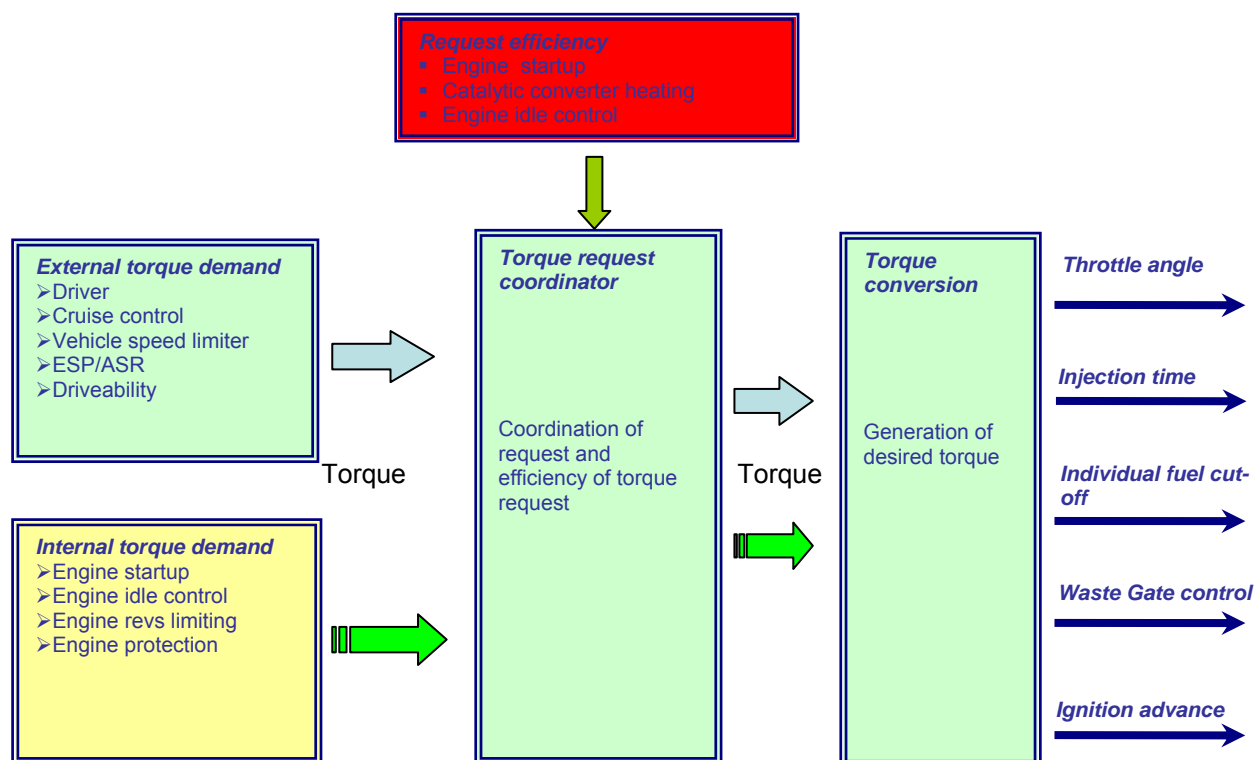 Request efficiency
▪ Engine startup
▪ Catalytic converter heating
▪ Engine idle control
External torque demand
➢Driver
➢Cruise control
➢Vehicle speed limiter
➢ESP/ASR
➢Driveability
Torque
Internal torque demand
➢Engine startup
➢Engine idle control
➢Engine revs limiting
➢Engine protection
Torque request
coordinator
Coordination of
request and
efficiency of torque
request
Torque
Torque
conversion
Generation of
desired torque
Throttle angle
Injection time
Individual fuel cut-
off
Waste Gate control
Ignition advance